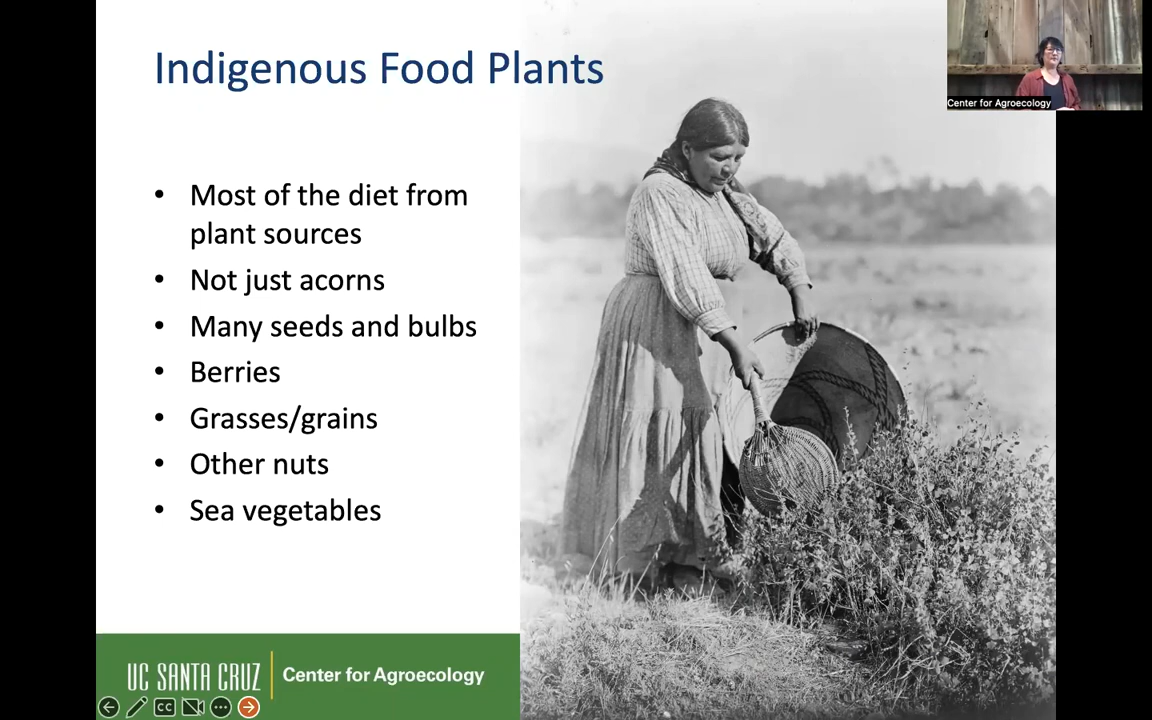 Indigenous Food Plants
Center for Agroecology
• Most of the diet from
plant sources
• Not just acorns
• Many seeds and bulbs
• Berries
• Grasses/grains
• Other nuts
• Sea vegetables
UC SANTA CRUZ | Center for Agroecology
CC